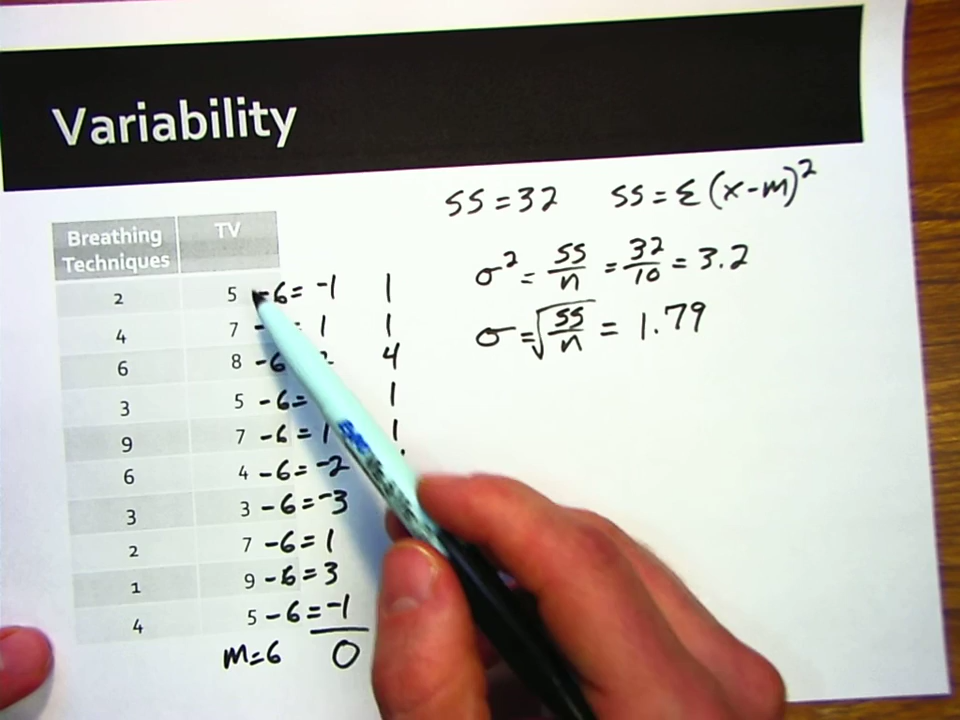 Variability
SS = 32 SS = Σ (x-m)²
Breathing Techniques TV
σ² = SS/n = 32/10 = 3.2
σ = √SS/n = 1.79
2 5 -6 = -1 1
4 7 - = 1 1
6 8 -6 4
3 5 -6 = 1
9 7 -6 = 1 1
6 4 -6 = -2
3 3 -6 = -3
2 7 -6 = 1
1 9 -6 = 3
4 5 -6 = -1
m=6 0